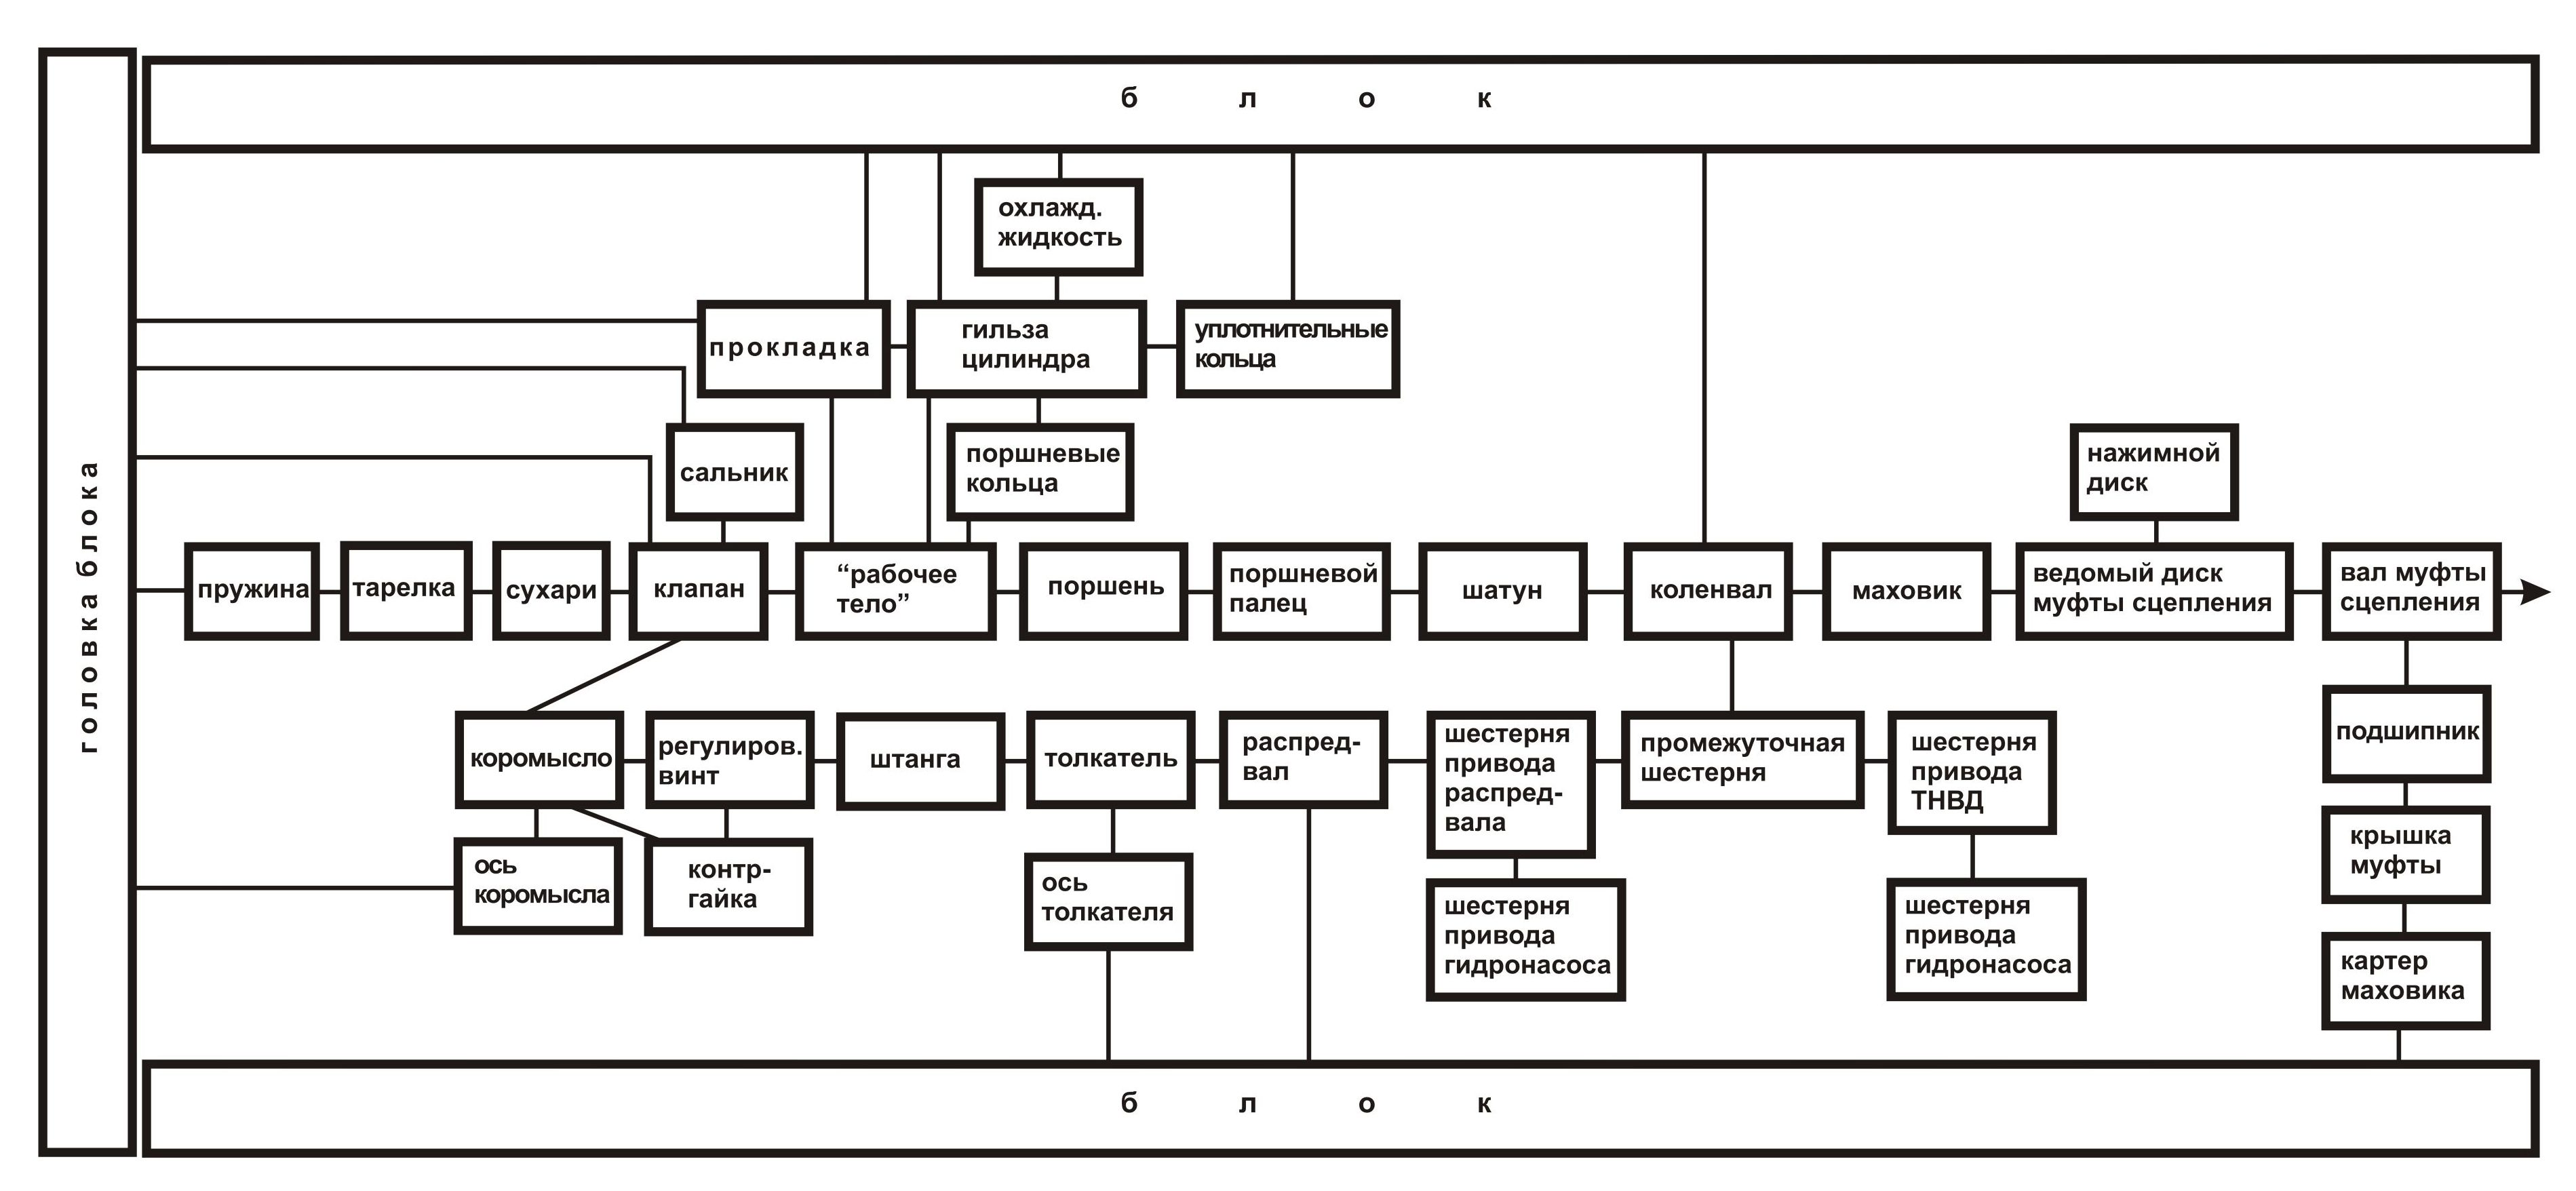 б л о к
охлажд.
жидкость
прокладка
гильза
цилиндра
уплотнительные
кольца
головка блока
сальник
поршневые
кольца
нажимной
диск
пружина
тарелка
сухари
клапан
“рабочее
тело”
поршень
поршневой
палец
шатун
коленвал
маховик
ведомый диск
муфты сцепления
вал муфты
сцепления
коромысло
регулиров.
винт
штанга
толкатель
распред-
вал
шестерня
привода
распред-
вала
промежуточная
шестерня
шестерня
привода
ТНВД
подшипник
ось
коромысла
контр-
гайка
ось
толкателя
шестерня
привода
гидронасоса
шестерня
привода
гидронасоса
крышка
муфты
картер
маховика
б л о к